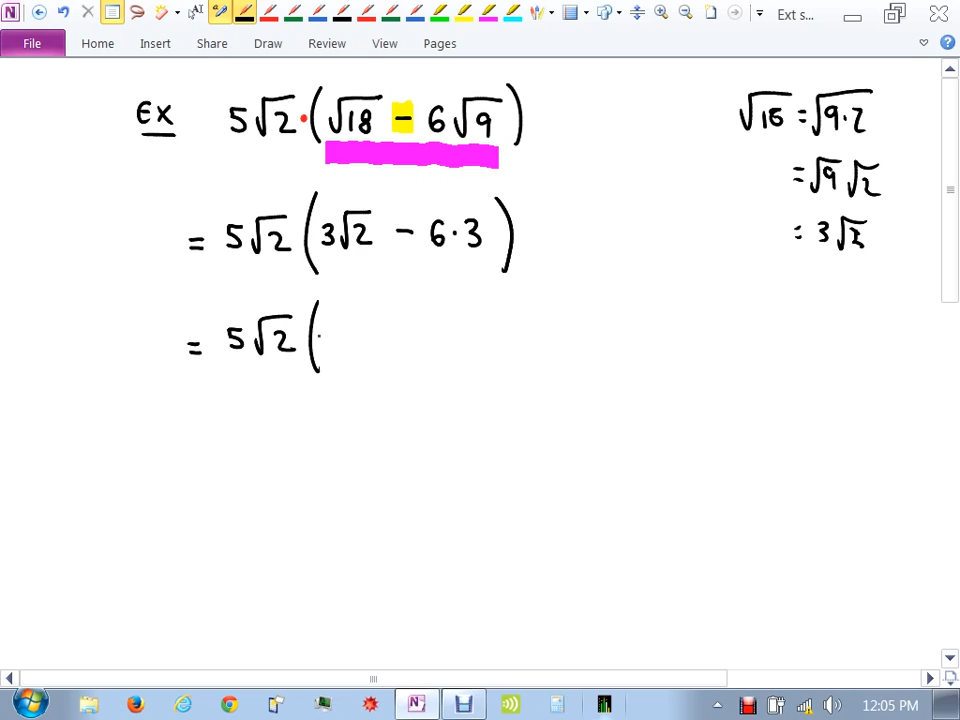 Ext s...
File Home Insert Share Draw Review View Pages
EX 5√2·(√18 - 6√9)
= 5√2(3√2 - 6·3)
= 5√2(
√18 = √9·2
= √9 √2
= 3√2
12:05 PM